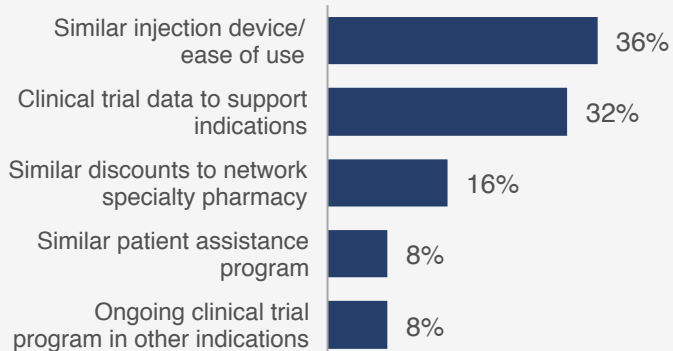 Similar injection device/
ease of use
36%
Clinical trial data to support
indications
32%
Similar discounts to network
specialty pharmacy
16%
Similar patient assistance
program
8%
Ongoing clinical trial
program in other indications
8%